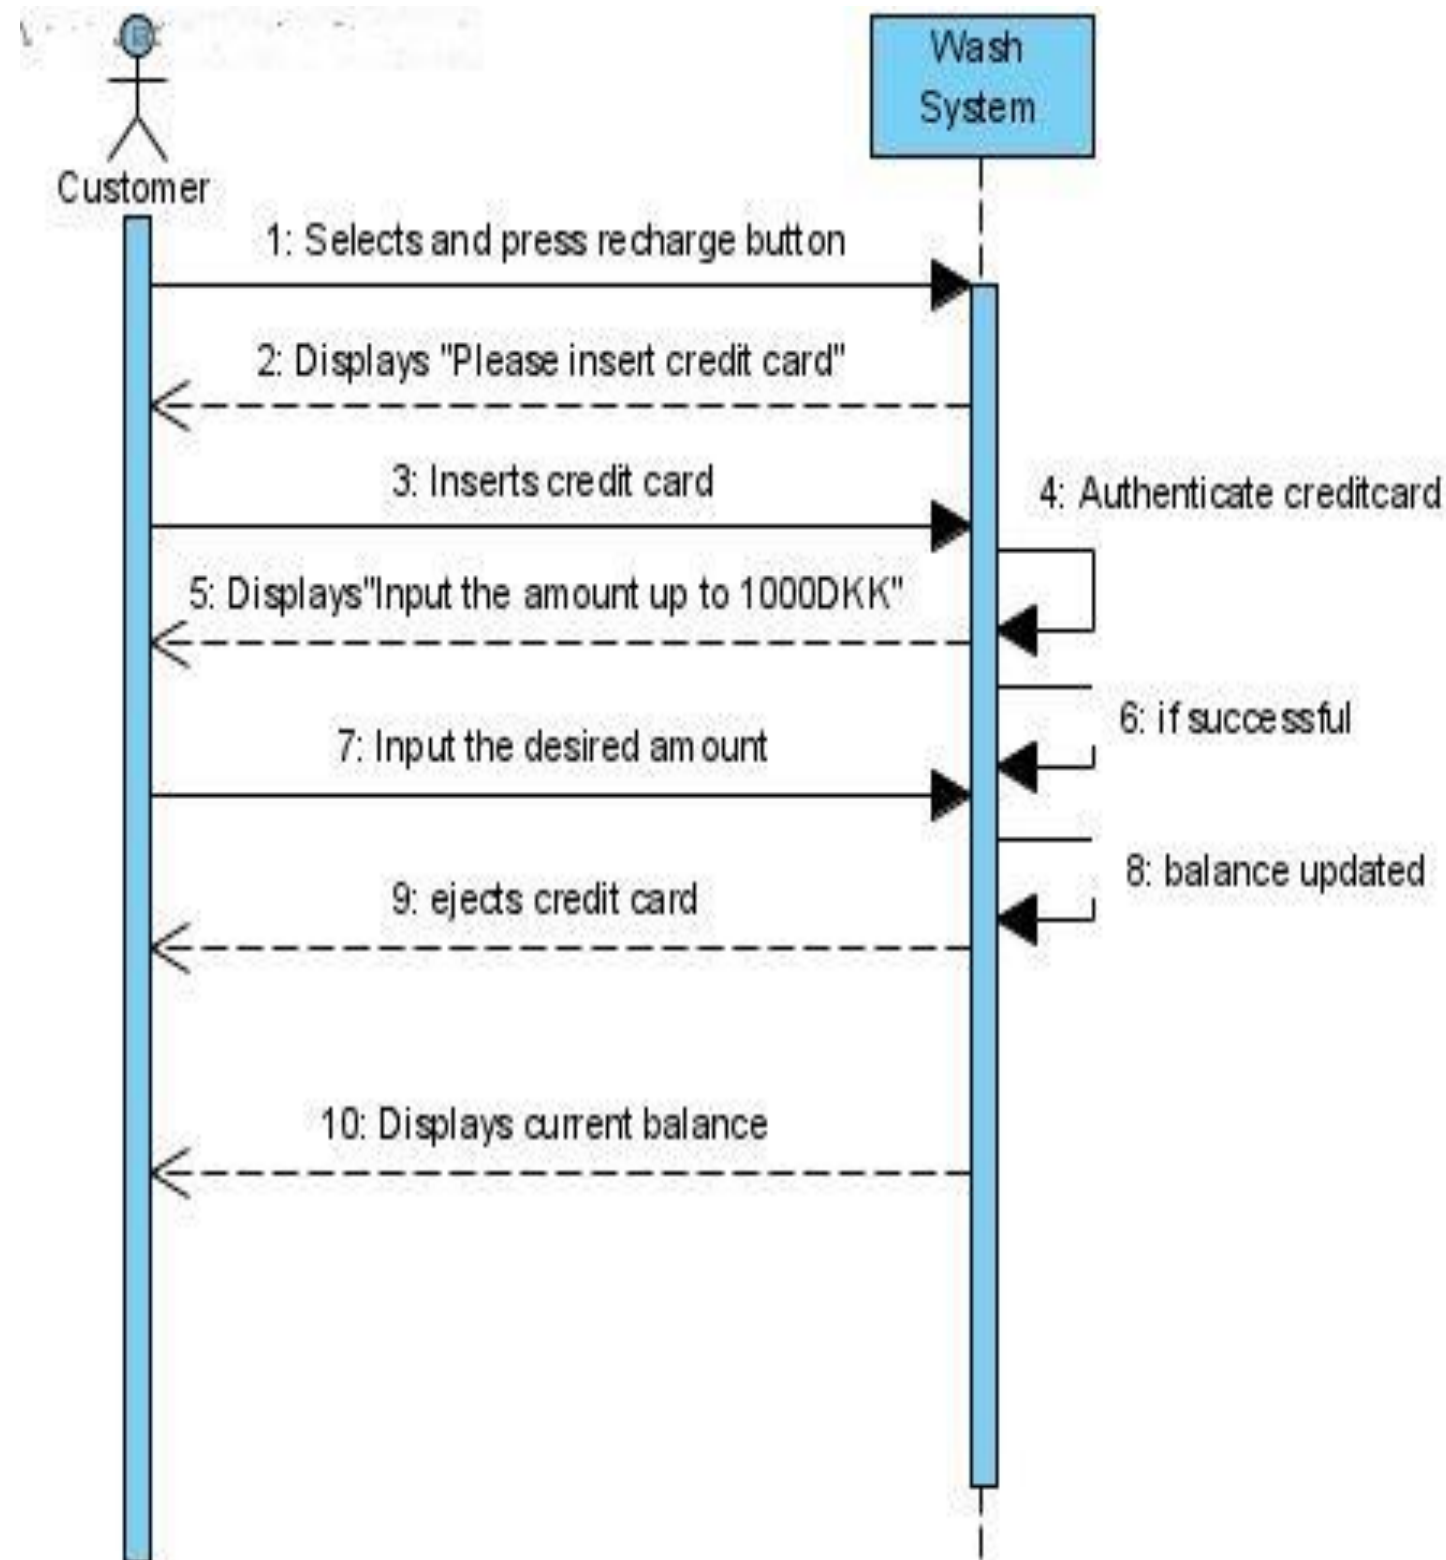 Wash
System
Customer
1: Selects and press recharge button
2: Displays "Please insert credit card"
3: Inserts credit card
4: Authenticate creditcard
5: Displays"Input the amount up to 1000DKK"
6: if successful
7: Input the desired amount
8: balance updated
9: ejects credit card
10: Displays current balance